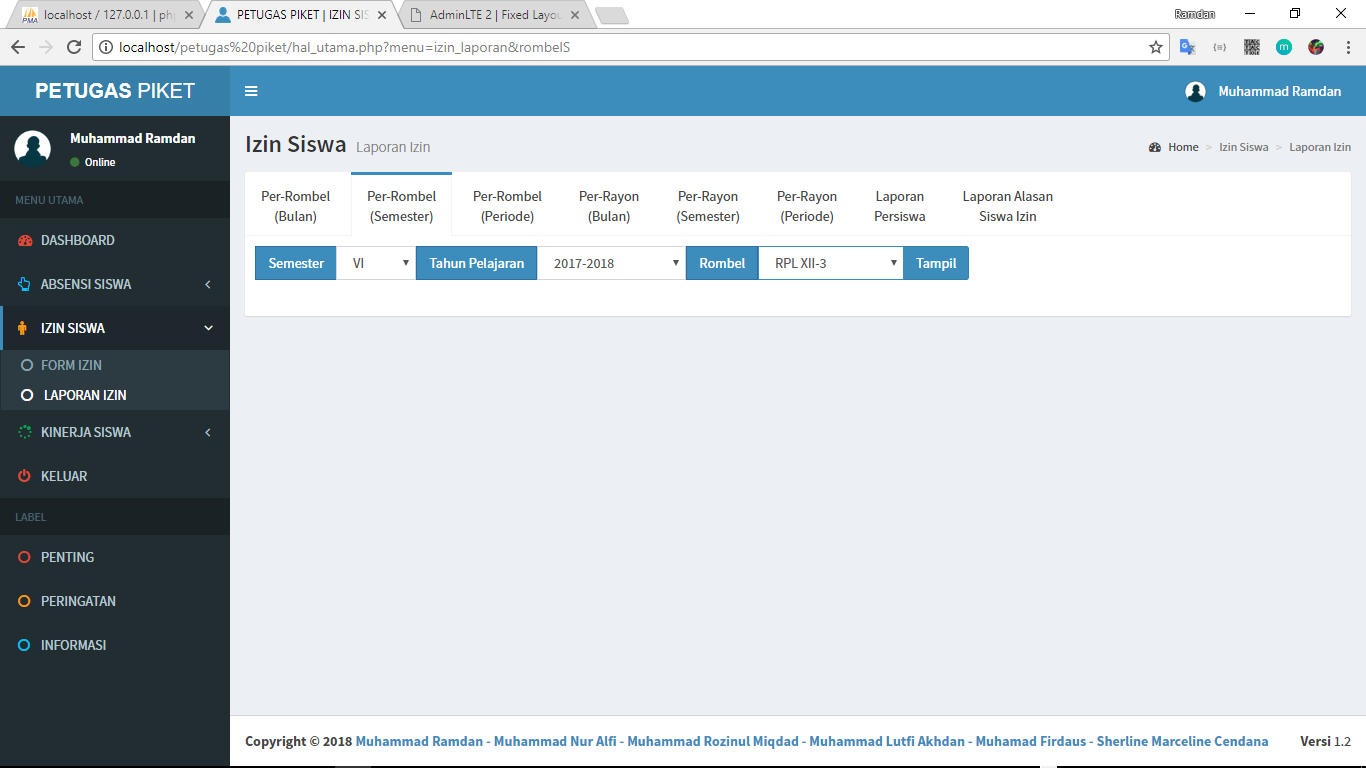 localhost / 127.0.0.1 | ph
PETUGAS PIKET | IZIN SIS
AdminLTE 2 | Fixed Layou
Ramdan
localhost/petugas%20piket/hal_utama.php?menu=izin_laporan&rombelS
PETUGAS PIKET
Muhammad Ramdan
Muhammad Ramdan
Online
MENU UTAMA
DASHBOARD
ABSENSI SISWA
IZIN SISWA
FORM IZIN
LAPORAN IZIN
KINERJA SISWA
KELUAR
LABEL
PENTING
PERINGATAN
INFORMASI
Izin Siswa Laporan Izin
Home > Izin Siswa > Laporan Izin
Per-Rombel
(Bulan)
Per-Rombel
(Semester)
Per-Rombel
(Periode)
Per-Rayon
(Bulan)
Per-Rayon
(Semester)
Per-Rayon
(Periode)
Laporan
Persiswa
Laporan Alasan
Siswa Izin
Semester VI Tahun Pelajaran 2017-2018 Rombel RPL XII-3 Tampil
Copyright © 2018 Muhammad Ramdan - Muhammad Nur Alfi - Muhammad Rozinul Miqdad - Muhammad Lutfi Akhdan - Muhamad Firdaus - Sherline Marceline Cendana
Versi 1.2